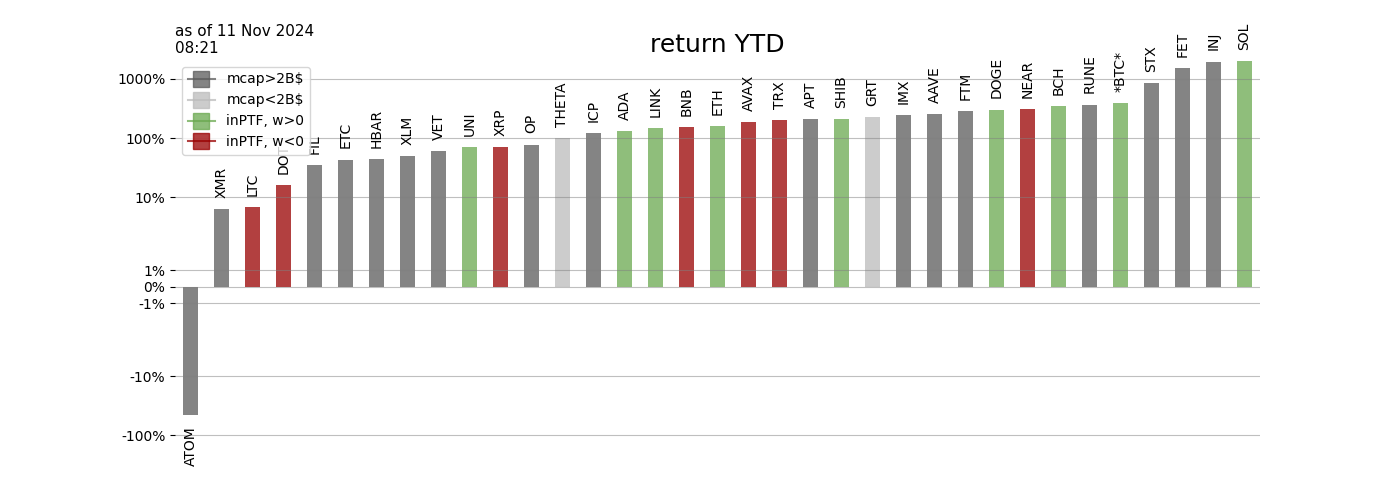 as of 11 Nov 2024
08:21
return YTD
mcap>2B$
mcap<2B$
inPTF, w>0
inPTF, w<0
1000%
100%
10%
1%
0%
-1%
-10%
-100%
ATOM
XMR
LTC
ETC
HBAR
XLM
VET
UNI
XRP
OP
THETA
ICP
ADA
LINK
BNB
ETH
AVAX
TRX
APT
SHIB
GRT
IMX
AAVE
FTM
DOGE
NEAR
BCH
RUNE
*BTC*
STX
FET
INJ
SOL